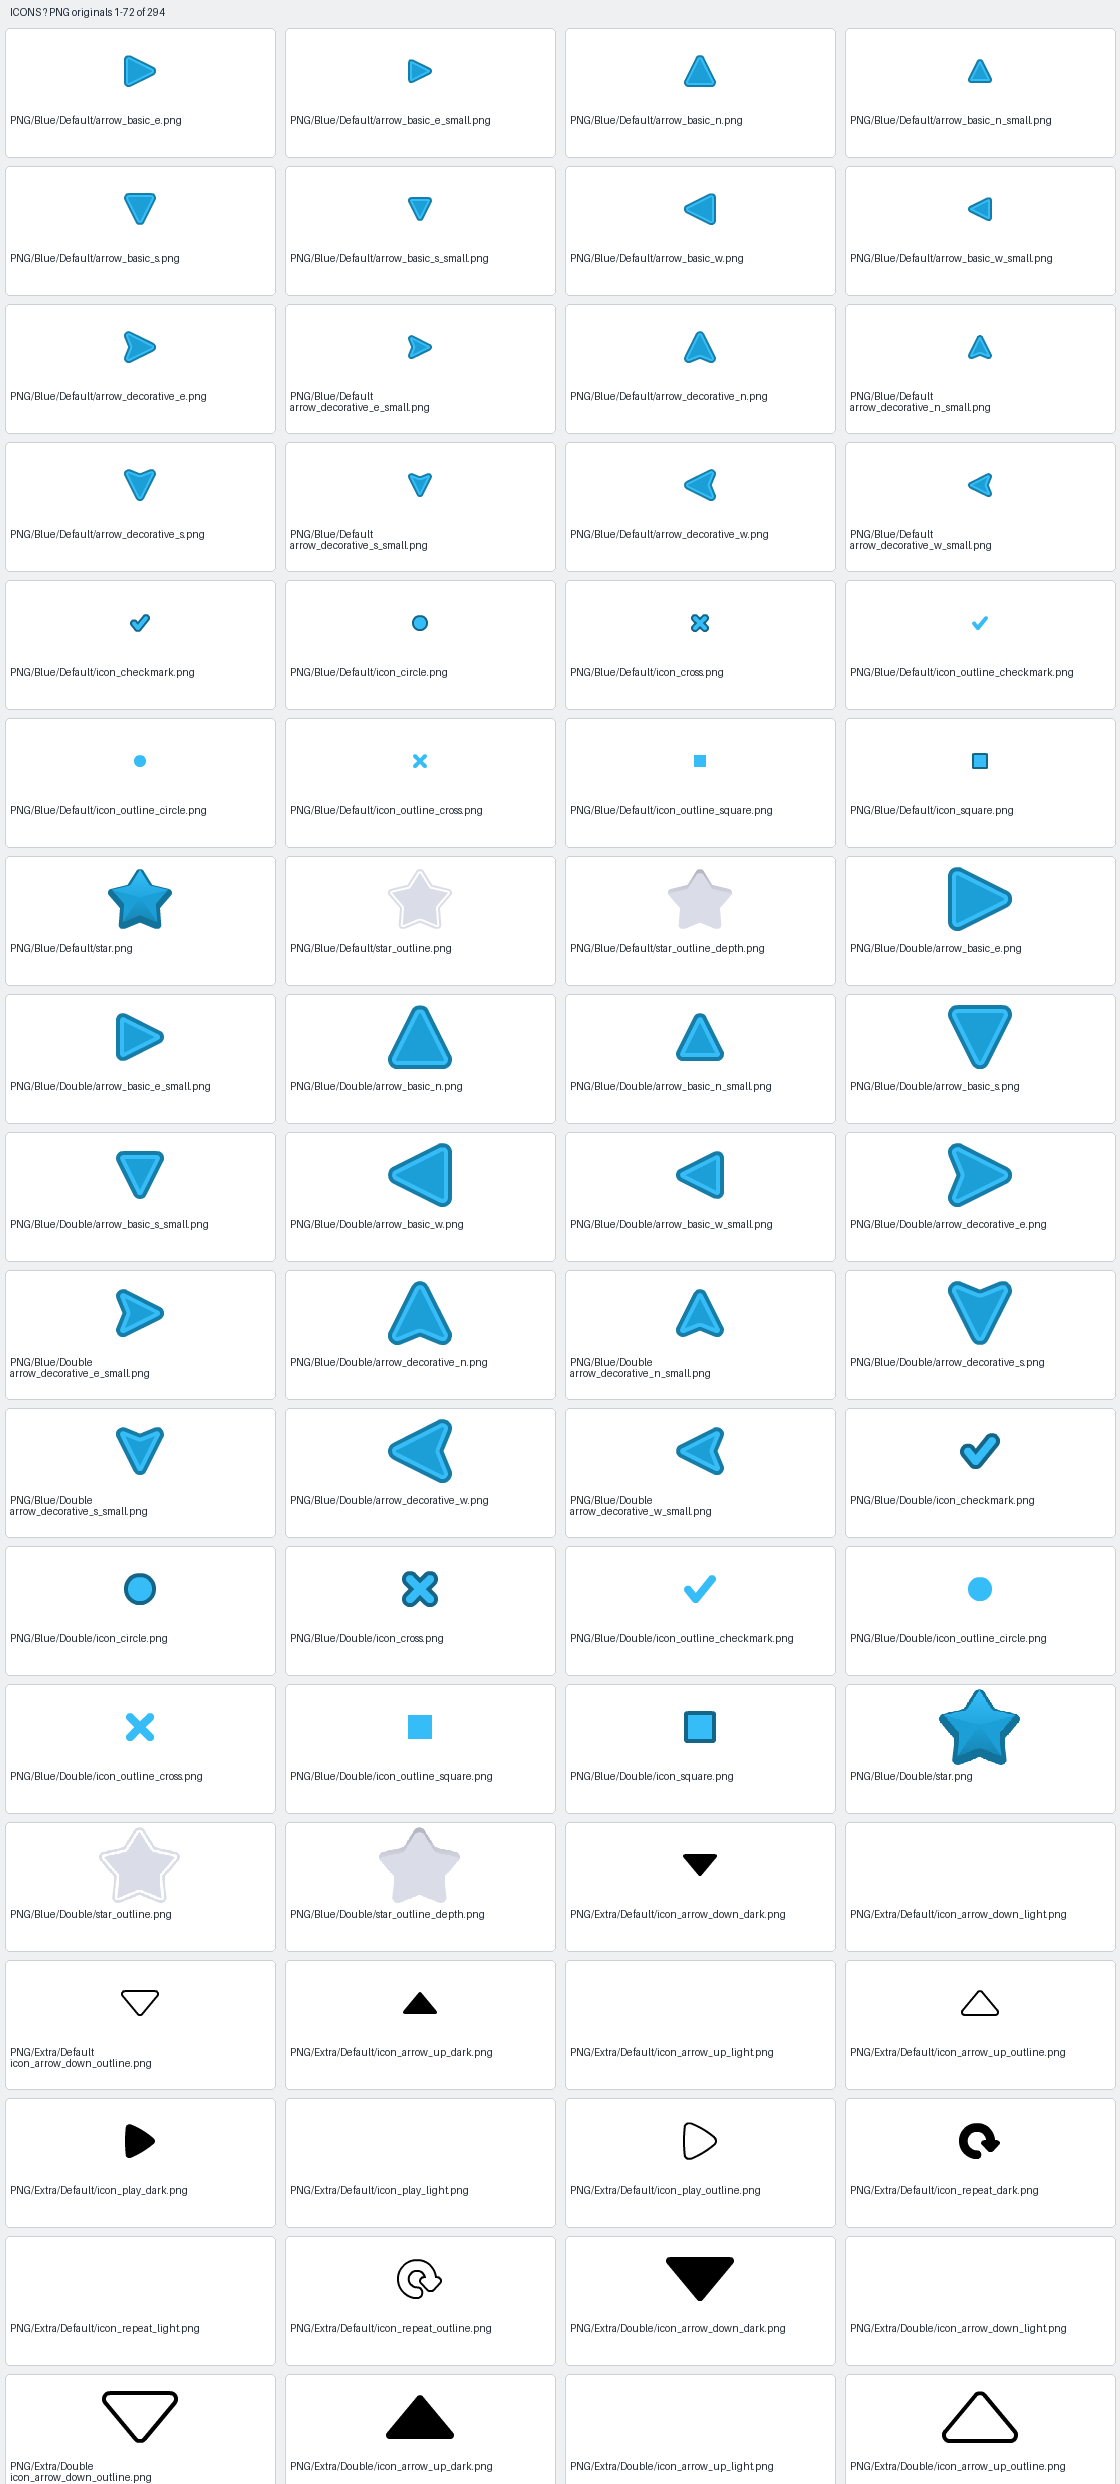 ICONS ? PNG originals 1-72 of 294
PNG/Blue/Default/arrow_basic_e.png
PNG/Blue/Default/arrow_basic_e_small.png
PNG/Blue/Default/arrow_basic_n.png
PNG/Blue/Default/arrow_basic_n_small.png
PNG/Blue/Default/arrow_basic_s.png
PNG/Blue/Default/arrow_basic_s_small.png
PNG/Blue/Default/arrow_basic_w.png
PNG/Blue/Default/arrow_basic_w_small.png
PNG/Blue/Default/arrow_decorative_e.png
PNG/Blue/Default
arrow_decorative_e_small.png
PNG/Blue/Default/arrow_decorative_n.png
PNG/Blue/Default
arrow_decorative_n_small.png
PNG/Blue/Default/arrow_decorative_s.png
PNG/Blue/Default
arrow_decorative_s_small.png
PNG/Blue/Default/arrow_decorative_w.png
PNG/Blue/Default
arrow_decorative_w_small.png
PNG/Blue/Default/icon_checkmark.png
PNG/Blue/Default/icon_circle.png
PNG/Blue/Default/icon_cross.png
PNG/Blue/Default/icon_outline_checkmark.png
PNG/Blue/Default/icon_outline_circle.png
PNG/Blue/Default/icon_outline_cross.png
PNG/Blue/Default/icon_outline_square.png
PNG/Blue/Default/icon_square.png
PNG/Blue/Default/star.png
PNG/Blue/Default/star_outline.png
PNG/Blue/Default/star_outline_depth.png
PNG/Blue/Double/arrow_basic_e.png
PNG/Blue/Double/arrow_basic_e_small.png
PNG/Blue/Double/arrow_basic_n.png
PNG/Blue/Double/arrow_basic_n_small.png
PNG/Blue/Double/arrow_basic_s.png
PNG/Blue/Double/arrow_basic_s_small.png
PNG/Blue/Double/arrow_basic_w.png
PNG/Blue/Double/arrow_basic_w_small.png
PNG/Blue/Double/arrow_decorative_e.png
PNG/Blue/Double
arrow_decorative_e_small.png
PNG/Blue/Double/arrow_decorative_n.png
PNG/Blue/Double
arrow_decorative_n_small.png
PNG/Blue/Double/arrow_decorative_s.png
PNG/Blue/Double
arrow_decorative_s_small.png
PNG/Blue/Double/arrow_decorative_w.png
PNG/Blue/Double
arrow_decorative_w_small.png
PNG/Blue/Double/icon_checkmark.png
PNG/Blue/Double/icon_circle.png
PNG/Blue/Double/icon_cross.png
PNG/Blue/Double/icon_outline_checkmark.png
PNG/Blue/Double/icon_outline_circle.png
PNG/Blue/Double/icon_outline_cross.png
PNG/Blue/Double/icon_outline_square.png
PNG/Blue/Double/icon_square.png
PNG/Blue/Double/star.png
PNG/Blue/Double/star_outline.png
PNG/Blue/Double/star_outline_depth.png
PNG/Extra/Default/icon_arrow_down_dark.png
PNG/Extra/Default/icon_arrow_down_light.png
PNG/Extra/Default
icon_arrow_down_outline.png
PNG/Extra/Default/icon_arrow_up_dark.png
PNG/Extra/Default/icon_arrow_up_light.png
PNG/Extra/Default/icon_arrow_up_outline.png
PNG/Extra/Default/icon_play_dark.png
PNG/Extra/Default/icon_play_light.png
PNG/Extra/Default/icon_play_outline.png
PNG/Extra/Default/icon_repeat_dark.png
PNG/Extra/Default/icon_repeat_light.png
PNG/Extra/Default/icon_repeat_outline.png
PNG/Extra/Double/icon_arrow_down_dark.png
PNG/Extra/Double/icon_arrow_down_light.png
PNG/Extra/Double
icon_arrow_down_outline.png
PNG/Extra/Double/icon_arrow_up_dark.png
PNG/Extra/Double/icon_arrow_up_light.png
PNG/Extra/Double/icon_arrow_up_outline.png